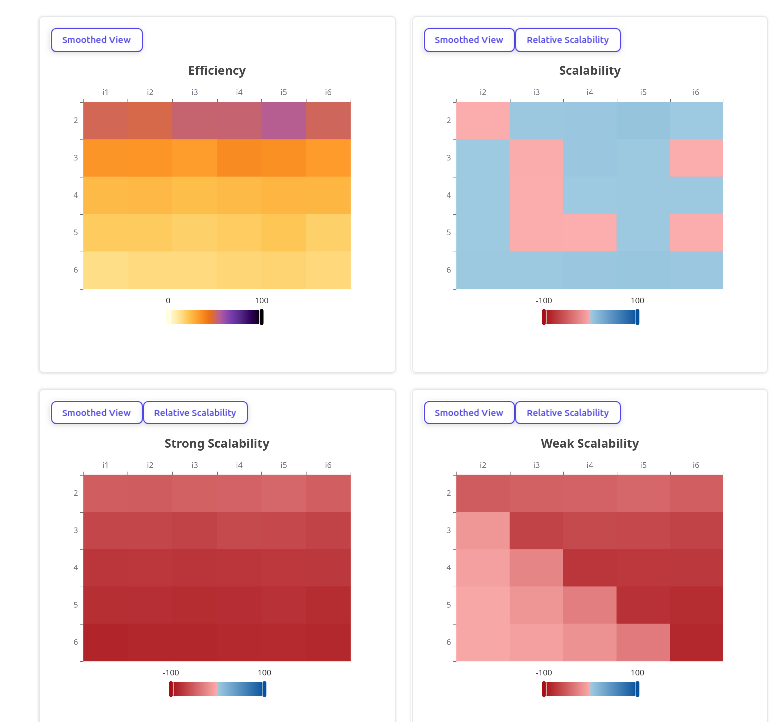 Smoothed View
Efficiency
i1 i2 i3 i4 i5 i6
2
3
4
5
6
0 100
Smoothed View Relative Scalability
Scalability
i2 i3 i4 i5 i6
2
3
4
5
6
-100 100
Smoothed View Relative Scalability
Strong Scalability
i1 i2 i3 i4 i5 i6
2
3
4
5
6
-100 100
Smoothed View Relative Scalability
Weak Scalability
i2 i3 i4 i5 i6
2
3
4
5
6
-100 100